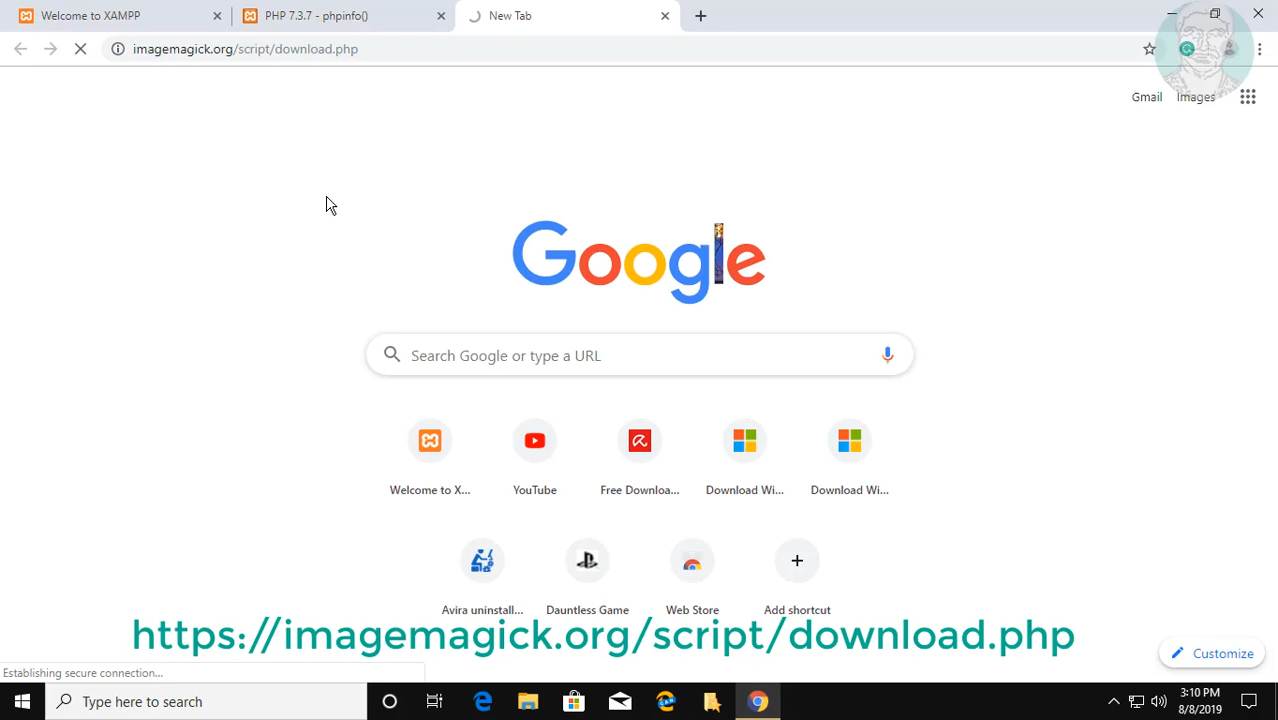 Welcome to XAMPP
PHP 7.3.7 - phpinfo()
New Tab
imagemagick.org/script/download.php
Gmail
Images
Google
Search Google or type a URL
Welcome to X...
YouTube
Free Downloa...
Download Wi...
Download Wi...
Avira uninstall...
Dauntless Game
Web Store
Add shortcut
https://imagemagick.org/script/download.php
Customize
Establishing secure connection...
Type here to search
3:10 PM
8/8/2019